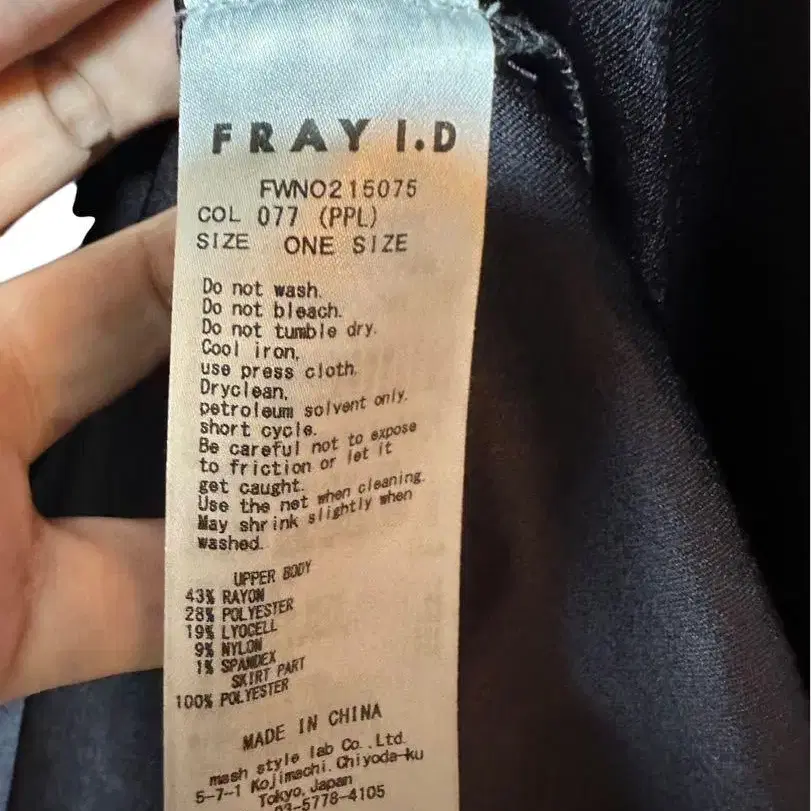 FRAY I.D
FWNO215075
COL 077 (PPL)
SIZE ONE SIZE
Do not wash.
Do not bleach.
Do not tumble dry.
Cool iron,
use press cloth.
Dryclean,
petroleum solvent only.
short cycle.
Be careful not to expose
to friction or let it
get caught.
Use the net when cleaning.
May shrink slightly when
washed.
UPPER BODY
43% RAYON
28% POLYESTER
19% LYOCELL
9% NYLON
1% SPANDEX
SKIRT PART
100% POLYESTER
MADE IN CHINA
mash style lab Co.,Ltd.
5-7-1 Kojimachi.Chiyoda-ku
Tokyo,Japan
03-5778-4105